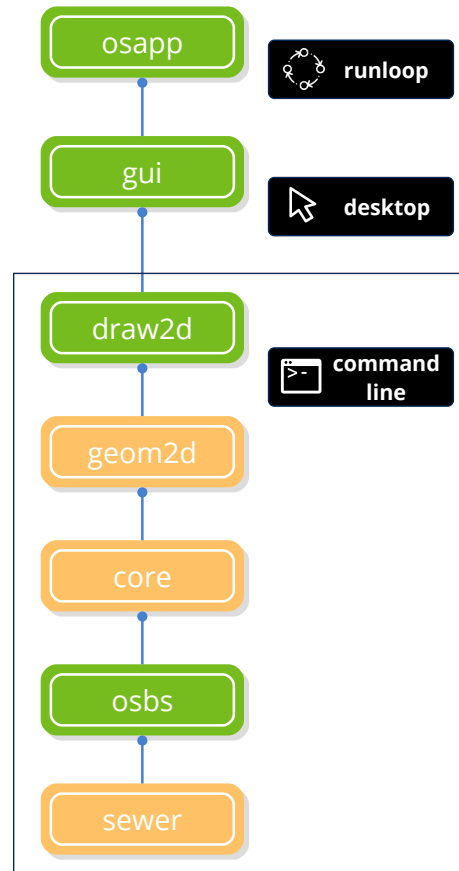 osapp
runloop
gui
desktop
draw2d
>-
command
line
geom2d
core
osbs
sewer